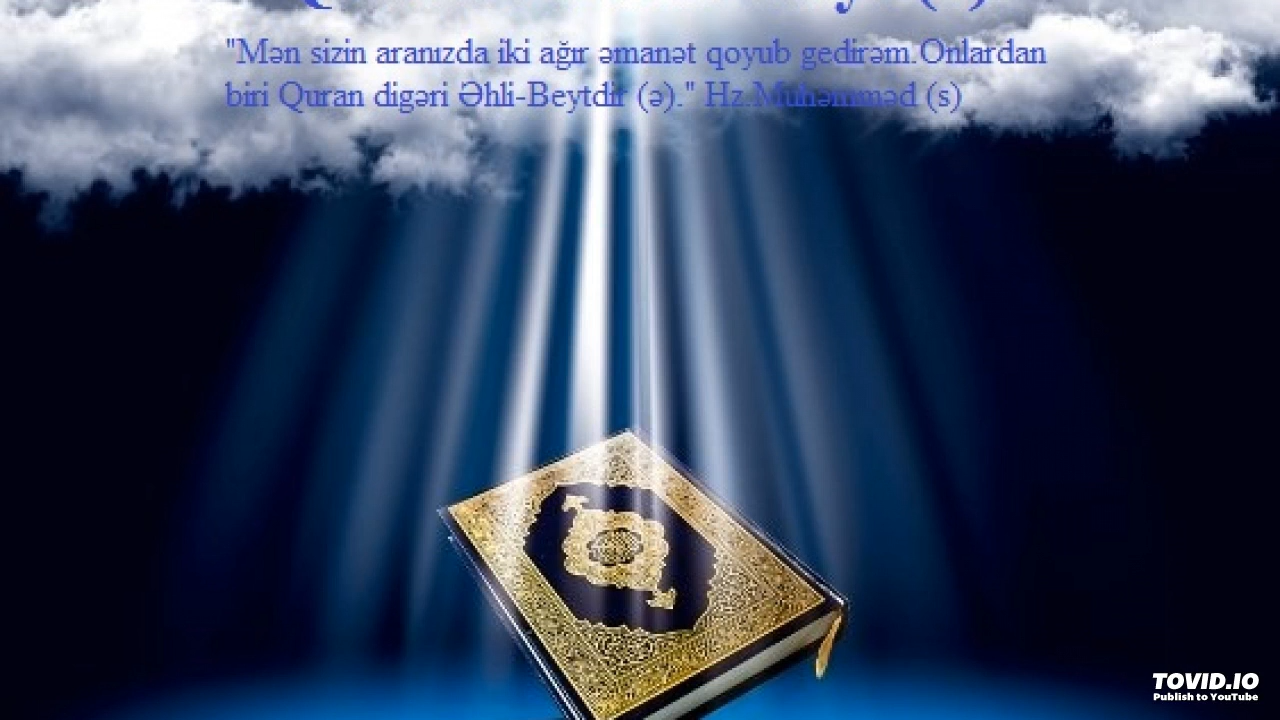 "Mən sizin aranızda iki ağır əmanət qoyub gedirəm.Onlardan
biri Quran digəri Əhli-Beytdir (ə)." Hz.Muhəmməd (s)
TOVID.IO
Publish to YouTube